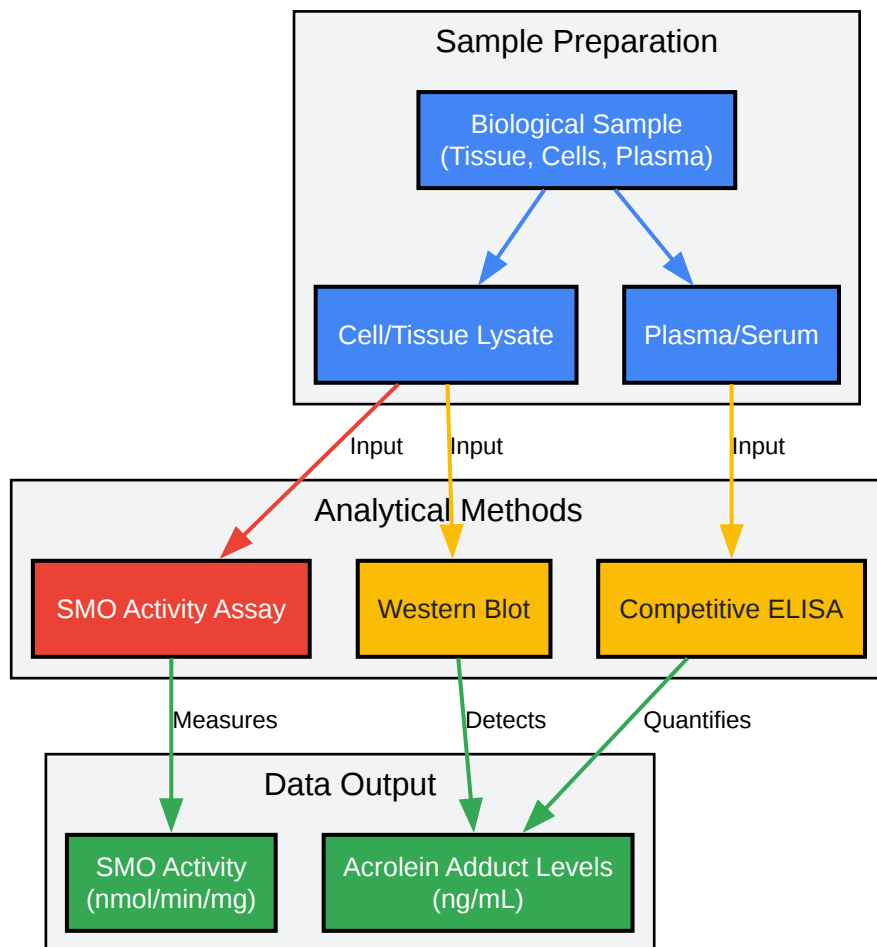 Sample Preparation
Biological Sample
(Tissue, Cells, Plasma)
Cell/Tissue Lysate
Plasma/Serum
Input
Input
Input
Analytical Methods
SMO Activity Assay
Western Blot
Competitive ELISA
Measures
Detects
Quantifies
Data Output
SMO Activity
(nmol/min/mg)
Acrolein Adduct Levels
(ng/mL)